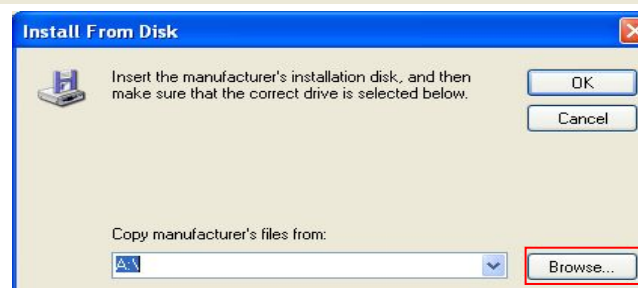 Install From Disk
Insert the manufacturer's installation disk, and then
make sure that the correct drive is selected below.
OK
Cancel
Copy manufacturer's files from:
A:\
Browse...